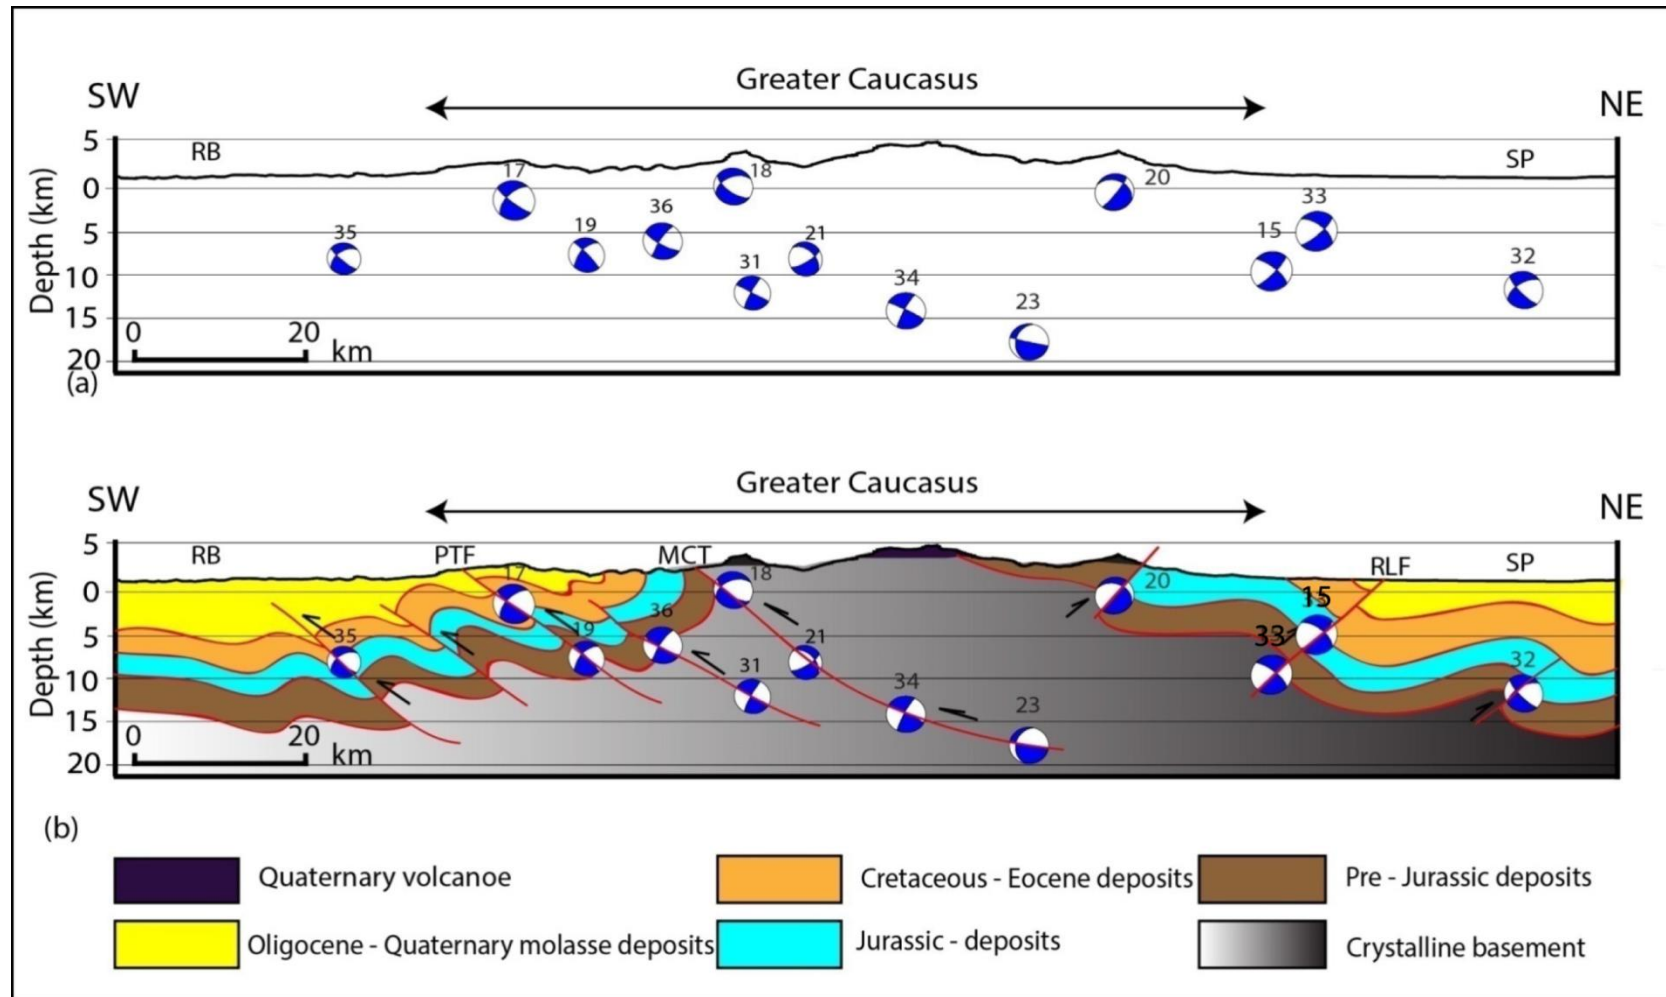 Greater Caucasus
SW NE
5 RB SP
17 18 20
0 33
36
19 15
5 35 21
31 32
10 34
23
15
0 20 km
20
Depth (km)
(a)
Greater Caucasus
SW NE
5 RB PTF MCT RLF SP
17 18 20
0 15
36
19 33
5 35 21
31 32
10 34
23
15
0 20 km
20
Depth (km)
(b)
Quaternary volcanoe
Cretaceous - Eocene deposits
Pre - Jurassic deposits
Oligocene - Quaternary molasse deposits
Jurassic - deposits
Crystalline basement